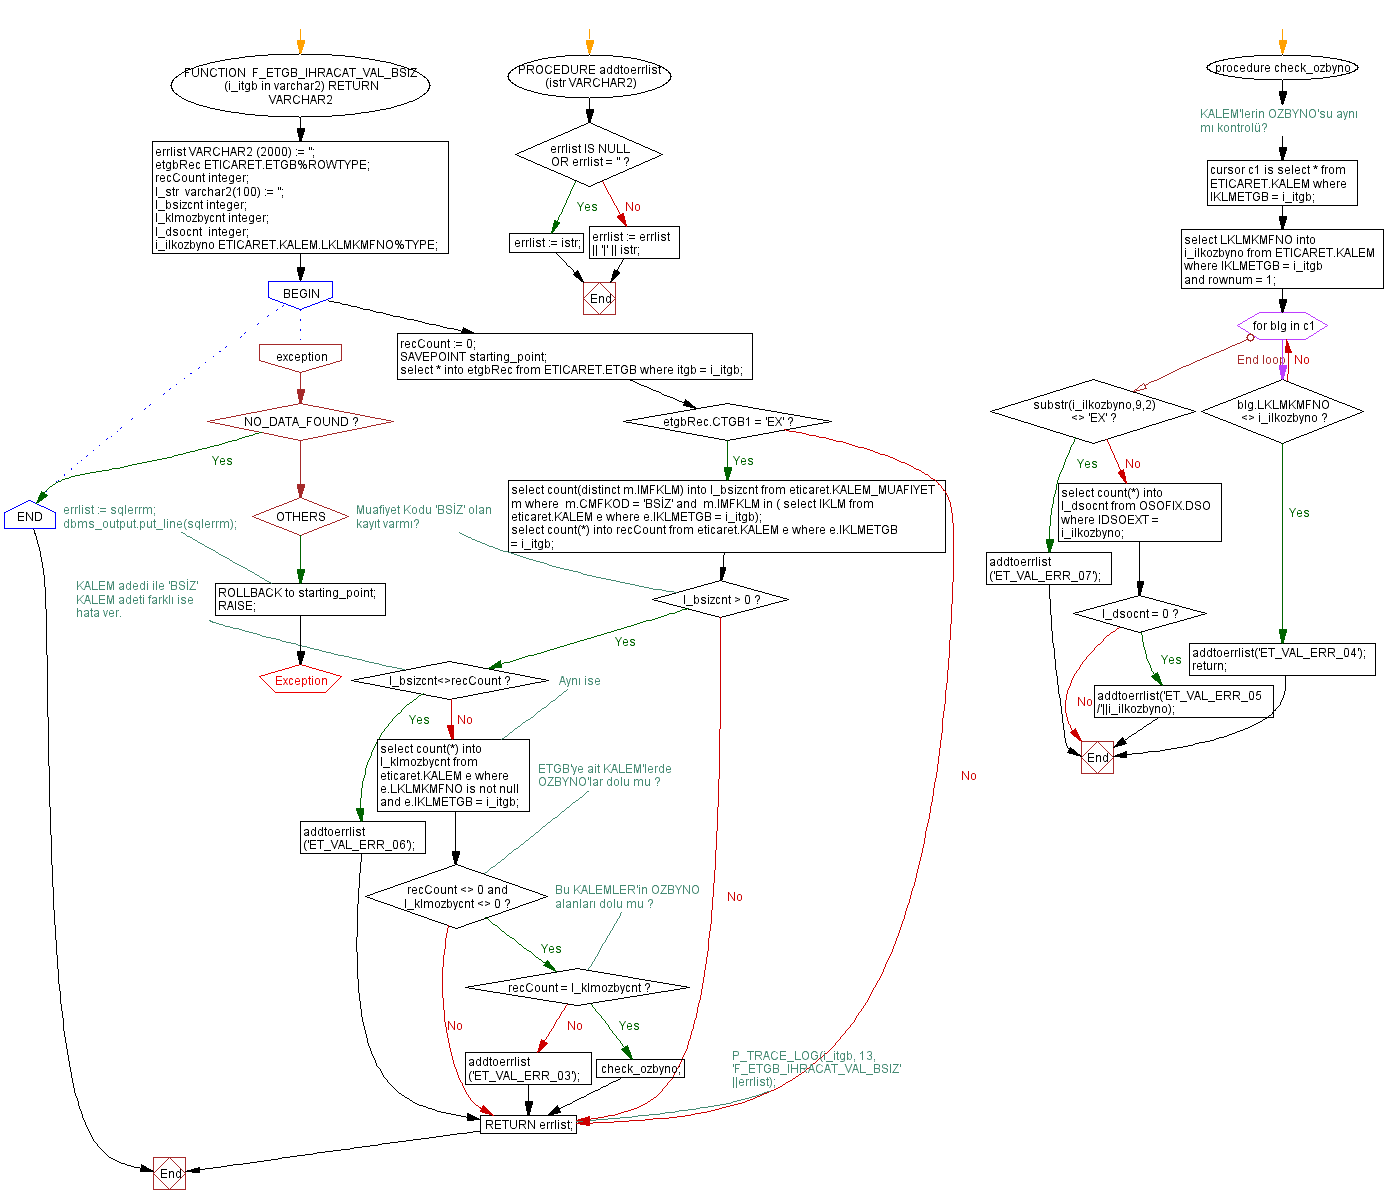 FUNCTION  F_ETGB_IHRACAT_VAL_BSIZ
(i_itgb in varchar2) RETURN
VARCHAR2
errlist VARCHAR2 (2000) := '';
etgbRec ETICARET.ETGB%ROWTYPE;
recCount integer;
l_str  varchar2(100) := '';
l_bsizcnt integer;
l_klmozbycnt integer;
l_dsocnt  integer;
i_ilkozbyno ETICARET.KALEM.LKLMKMFNO%TYPE;
BEGIN
exception
NO_DATA_FOUND ?
Yes
END
errlist := sqlerrm;
dbms_output.put_line(sqlerrm);
OTHERS
ROLLBACK to starting_point;
RAISE;
Exception
recCount := 0;
SAVEPOINT starting_point;
select * into etgbRec from ETICARET.ETGB where itgb = i_itgb;
etgbRec.CTGB1 = 'EX' ?
Yes
No
select count(distinct m.IMFKLM) into l_bsizcnt from eticaret.KALEM_MUAFIYET
m where  m.CMFKOD = 'BSİZ' and  m.IMFKLM in ( select IKLM from
eticaret.KALEM e where e.IKLMETGB = i_itgb);
select count(*) into recCount from eticaret.KALEM e where e.IKLMETGB
= i_itgb;
Muafiyet Kodu 'BSİZ' olan
kayıt varmı?
l_bsizcnt > 0 ?
Yes
No
KALEM adedi ile 'BSİZ'
KALEM adeti farklı ise
hata ver.
l_bsizcnt<>recCount ?
Yes
No
Aynı ise
select count(*) into
l_klmozbycnt from
eticaret.KALEM e where
e.LKLMKMFNO is not null
and e.IKLMETGB = i_itgb;
addtoerrlist
('ET_VAL_ERR_06');
ETGB'ye ait KALEM'lerde
OZBYNO'lar dolu mu ?
recCount <> 0 and
l_klmozbycnt <> 0 ?
Yes
No
Bu KALEMLER'in OZBYNO
alanları dolu mu ?
recCount = l_klmozbycnt ?
No
Yes
addtoerrlist
('ET_VAL_ERR_03');
check_ozbyno;
P_TRACE_LOG(i_itgb, 13,
'F_ETGB_IHRACAT_VAL_BSIZ'
||errlist);
RETURN errlist;
End
PROCEDURE addtoerrlist
(istr VARCHAR2)
errlist IS NULL
OR errlist = '' ?
Yes
No
errlist := istr;
errlist := errlist
|| '|' || istr;
End
procedure check_ozbyno
KALEM'lerin OZBYNO'su aynı
mı kontrolü?
cursor c1 is select * from
ETICARET.KALEM where
IKLMETGB = i_itgb;
select LKLMKMFNO into
i_ilkozbyno from ETICARET.KALEM
where IKLMETGB = i_itgb
and rownum = 1;
for blg in c1
End loop
No
substr(i_ilkozbyno,9,2)
<> 'EX' ?
blg.LKLMKMFNO
<> i_ilkozbyno ?
Yes
No
Yes
select count(*) into
l_dsocnt from OSOFIX.DSO
where IDSOEXT =
i_ilkozbyno;
addtoerrlist
('ET_VAL_ERR_07');
l_dsocnt = 0 ?
Yes
No
addtoerrlist('ET_VAL_ERR_04');
return;
addtoerrlist('ET_VAL_ERR_05
/'||i_ilkozbyno);
End